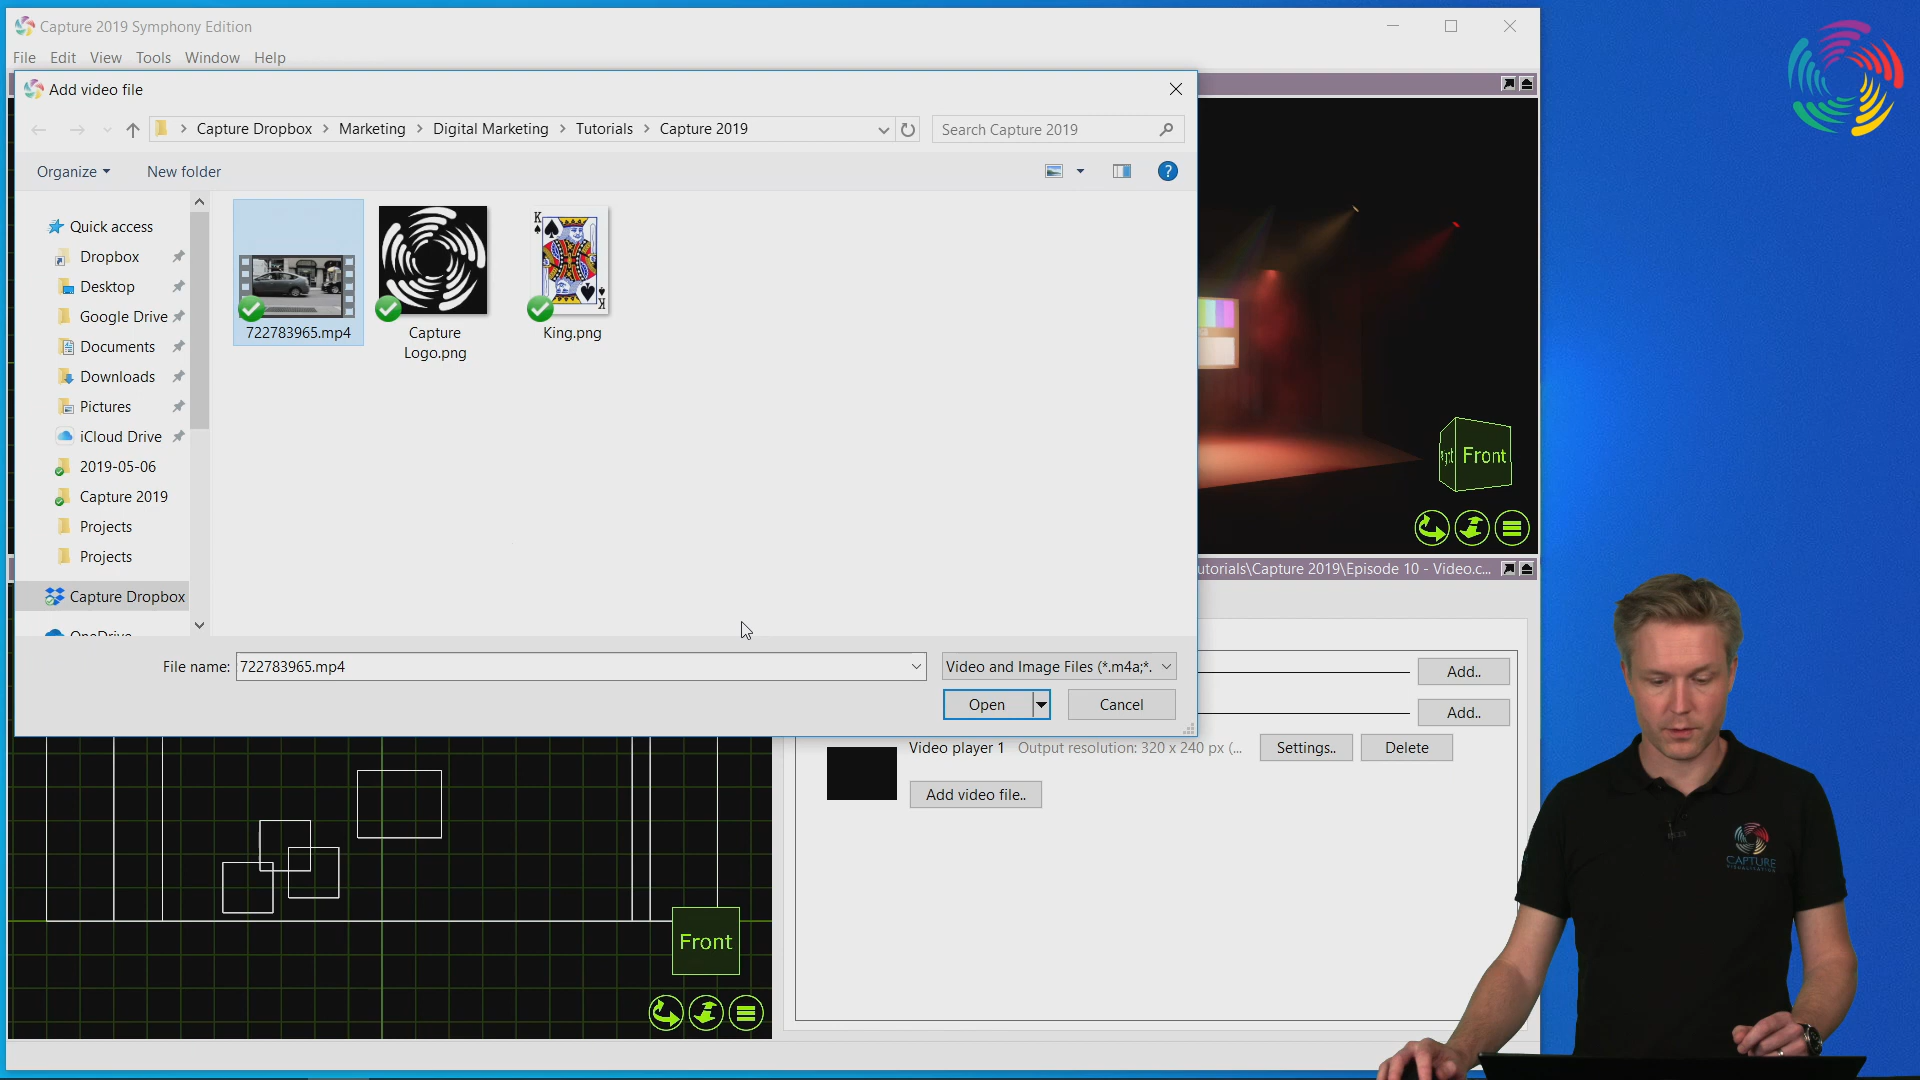 Capture 2019 Symphony Edition
File Edit View Tools Window Help
Add video file
Capture Dropbox > Marketing > Digital Marketing > Tutorials > Capture 2019
Search Capture 2019
Organize
New folder
Quick access
Dropbox
Desktop
Google Drive
Documents
Downloads
Pictures
iCloud Drive
2019-05-06
Capture 2019
Projects
Projects
Capture Dropbox
OneDrive
722783965.mp4
Capture
Logo.png
K
K
King.png
Front
utorials\Capture 2019\Episode 10 - Video.c...
File name: 722783965.mp4
Video and Image Files (*.m4a;*.
Open
Cancel
Add..
Add..
Video player 1 Output resolution: 320 x 240 px (...
Settings..
Delete
Add video file..
Front
CAPTURE